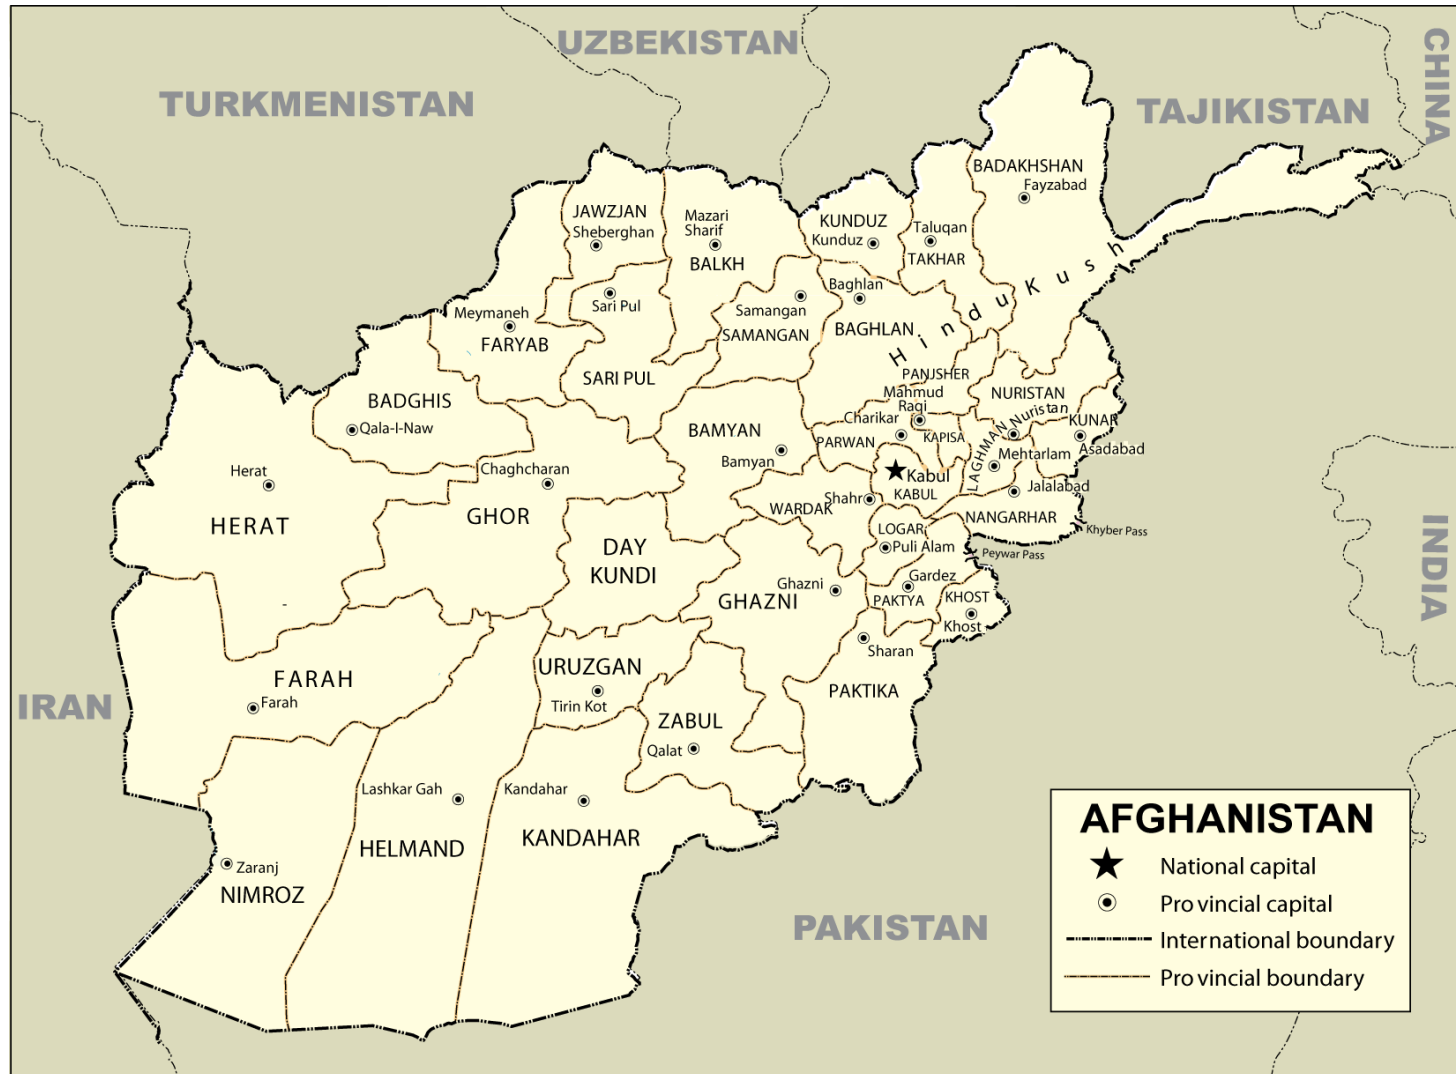 UZBEKISTAN
CHINA
TURKMENISTAN
TAJIKISTAN
BADAKHSHAN
Fayzabad
JAWZJAN
Sheberghan
Mazari
Sharif
BALKH
KUNDUZ
Kunduz
Taluqan
TAKHAR
Hindu Kush
Sari Pul
Samangan
SAMANGAN
Baghlan
BAGHLAN
Meymaneh
FARYAB
SARI PUL
PANJSHER
Mahmud
Raqi
NURISTAN
Nuristan
BADGHIS
Qala-I-Naw
BAMYAN
Bamyan
Charikar
PARWAN
KAPISA
LAGHMAN
Mehtarlam
KUNAR
Asadabad
Herat
HERAT
Chaghcharan
GHOR
Kabul
KABUL
Shahr
WARDAK
Jalalabad
NANGARHAR
Khyber Pass
Peywar Pass
INDIA
LOGAR
Puli Alam
DAY
KUNDI
Ghazni
GHAZNI
Gardez
PAKTYA
KHOST
Khost
Sharan
PAKTIKA
FARAH
Farah
IRAN
URUZGAN
Tirin Kot
ZABUL
Qalat
Lashkar Gah
HELMAND
Kandahar
KANDAHAR
Zaranj
NIMROZ
PAKISTAN
AFGHANISTAN
National capital
Provincial capital
International boundary
Provincial boundary